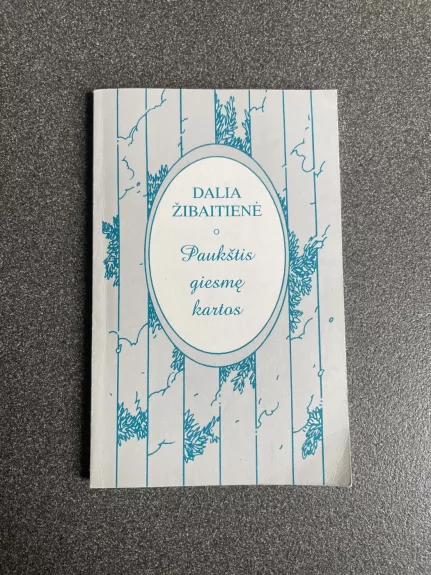 DALIA
ŽIBAITIENĖ
O
Paukštis
giesmę
kartos